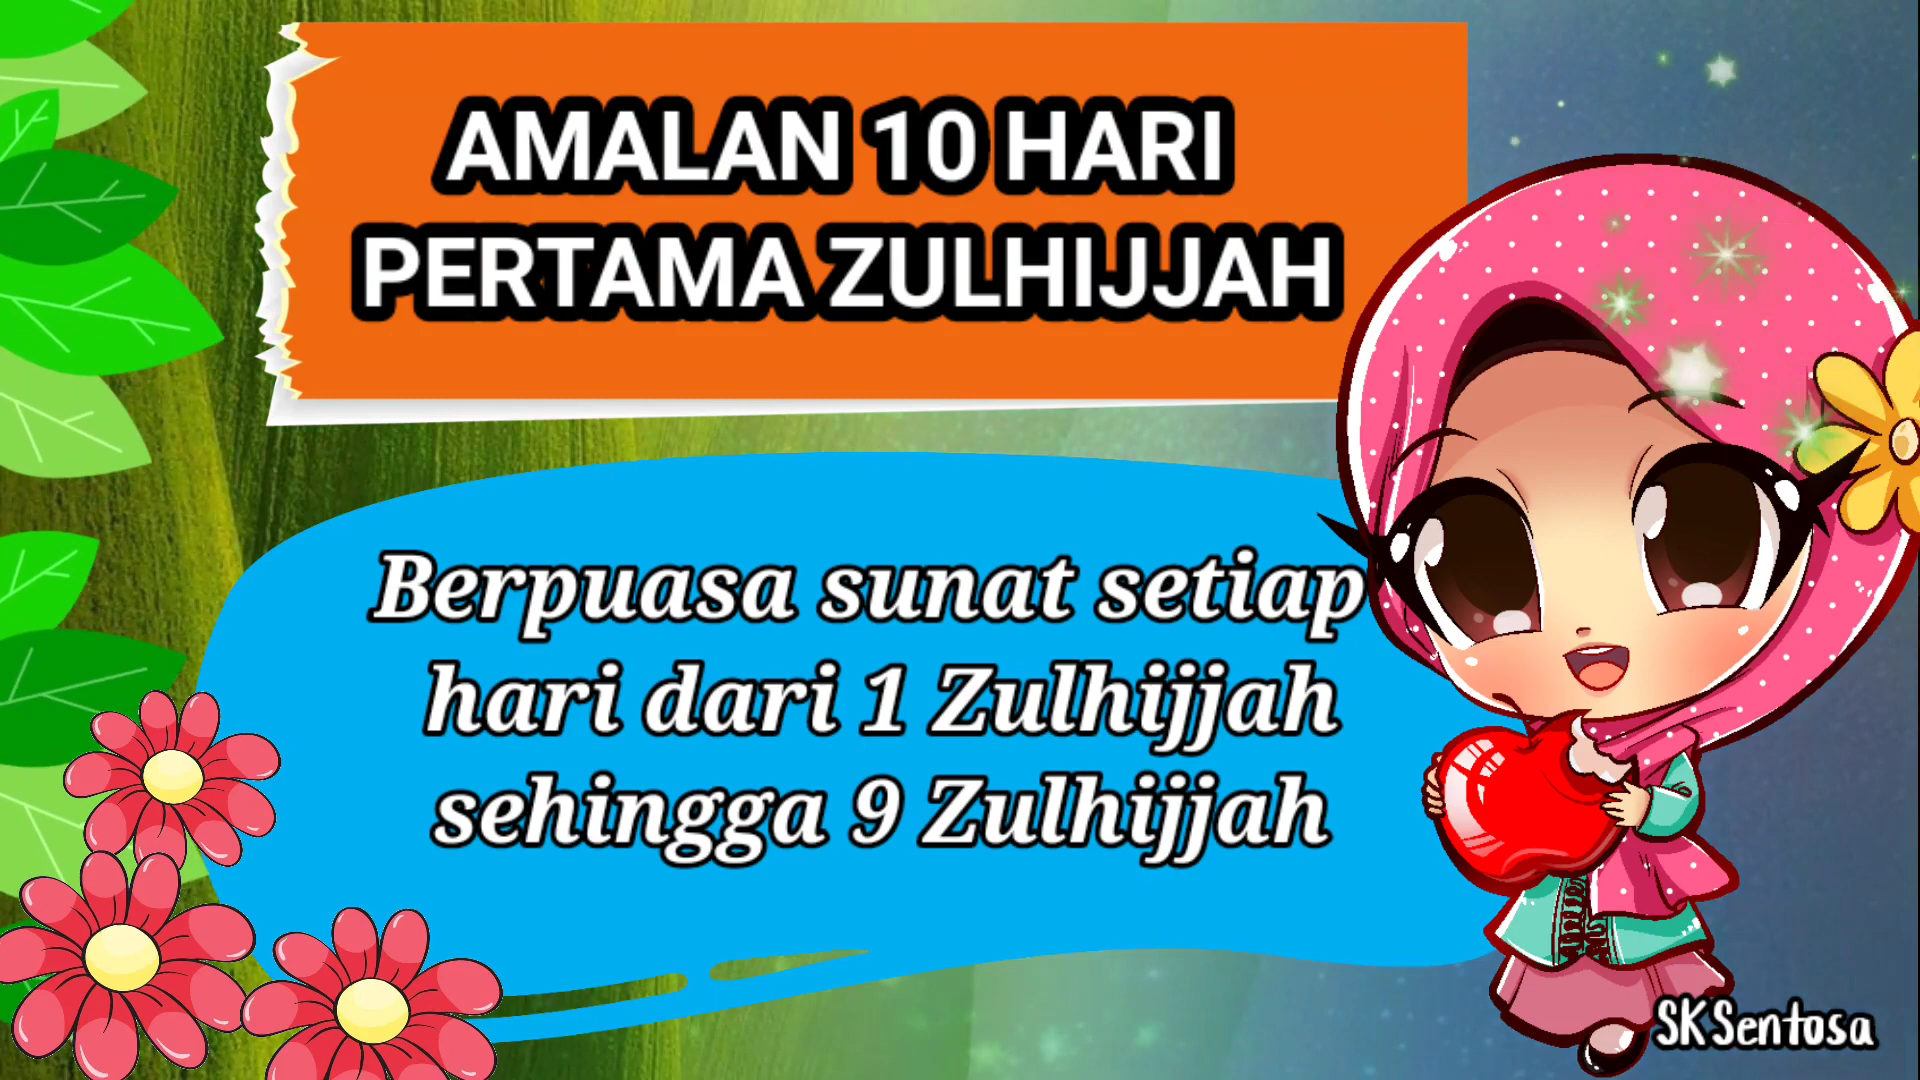 AMALAN 10 HARI
PERTAMA ZULHIJJAH
Berpuasa sunat setiap
hari dari 1 Zulhijjah
sehingga 9 Zulhijjah
SKSentosa